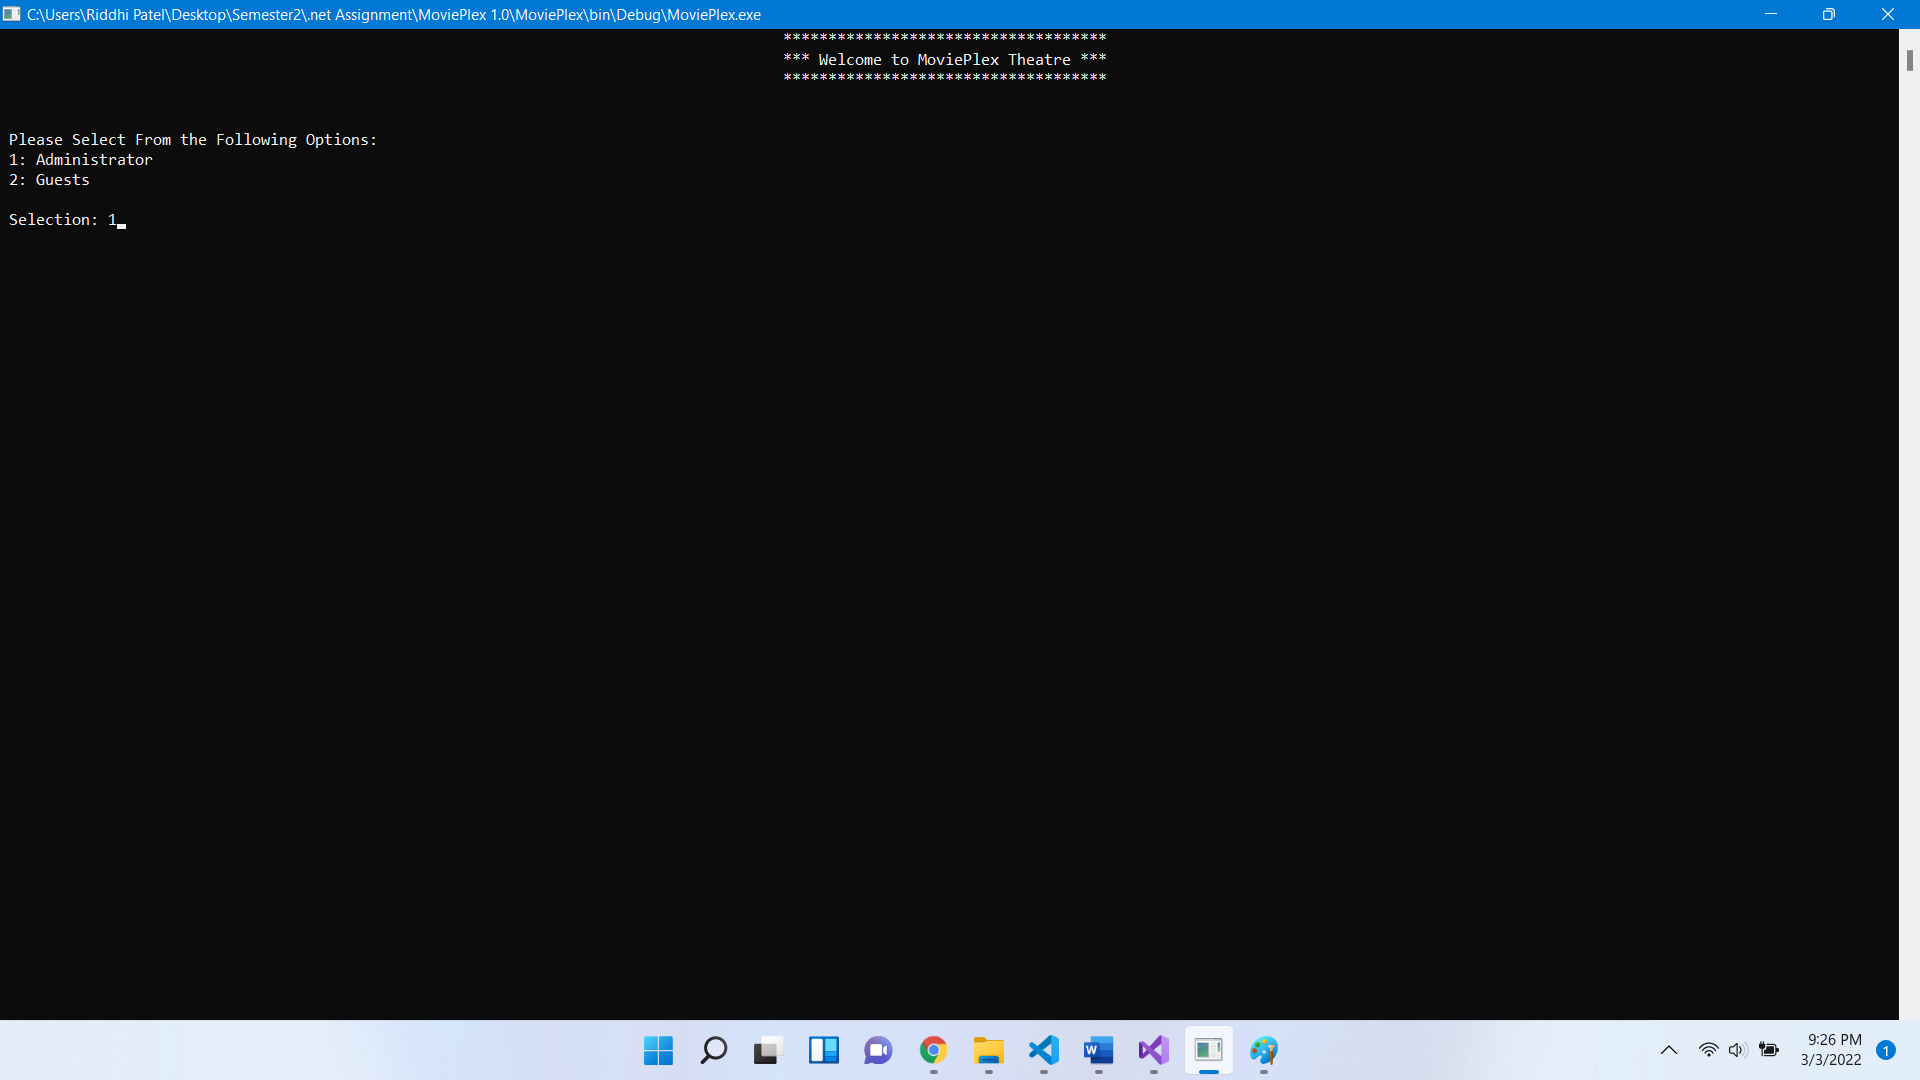 C:\Users\Riddhi Patel\Desktop\Semester2\.net Assignment\MoviePlex 1.0\MoviePlex\bin\Debug\MoviePlex.exe
************************************
*** Welcome to MoviePlex Theatre ***
************************************
Please Select From the Following Options:
1: Administrator
2: Guests
Selection: 1
W
9:26 PM
3/3/2022
1